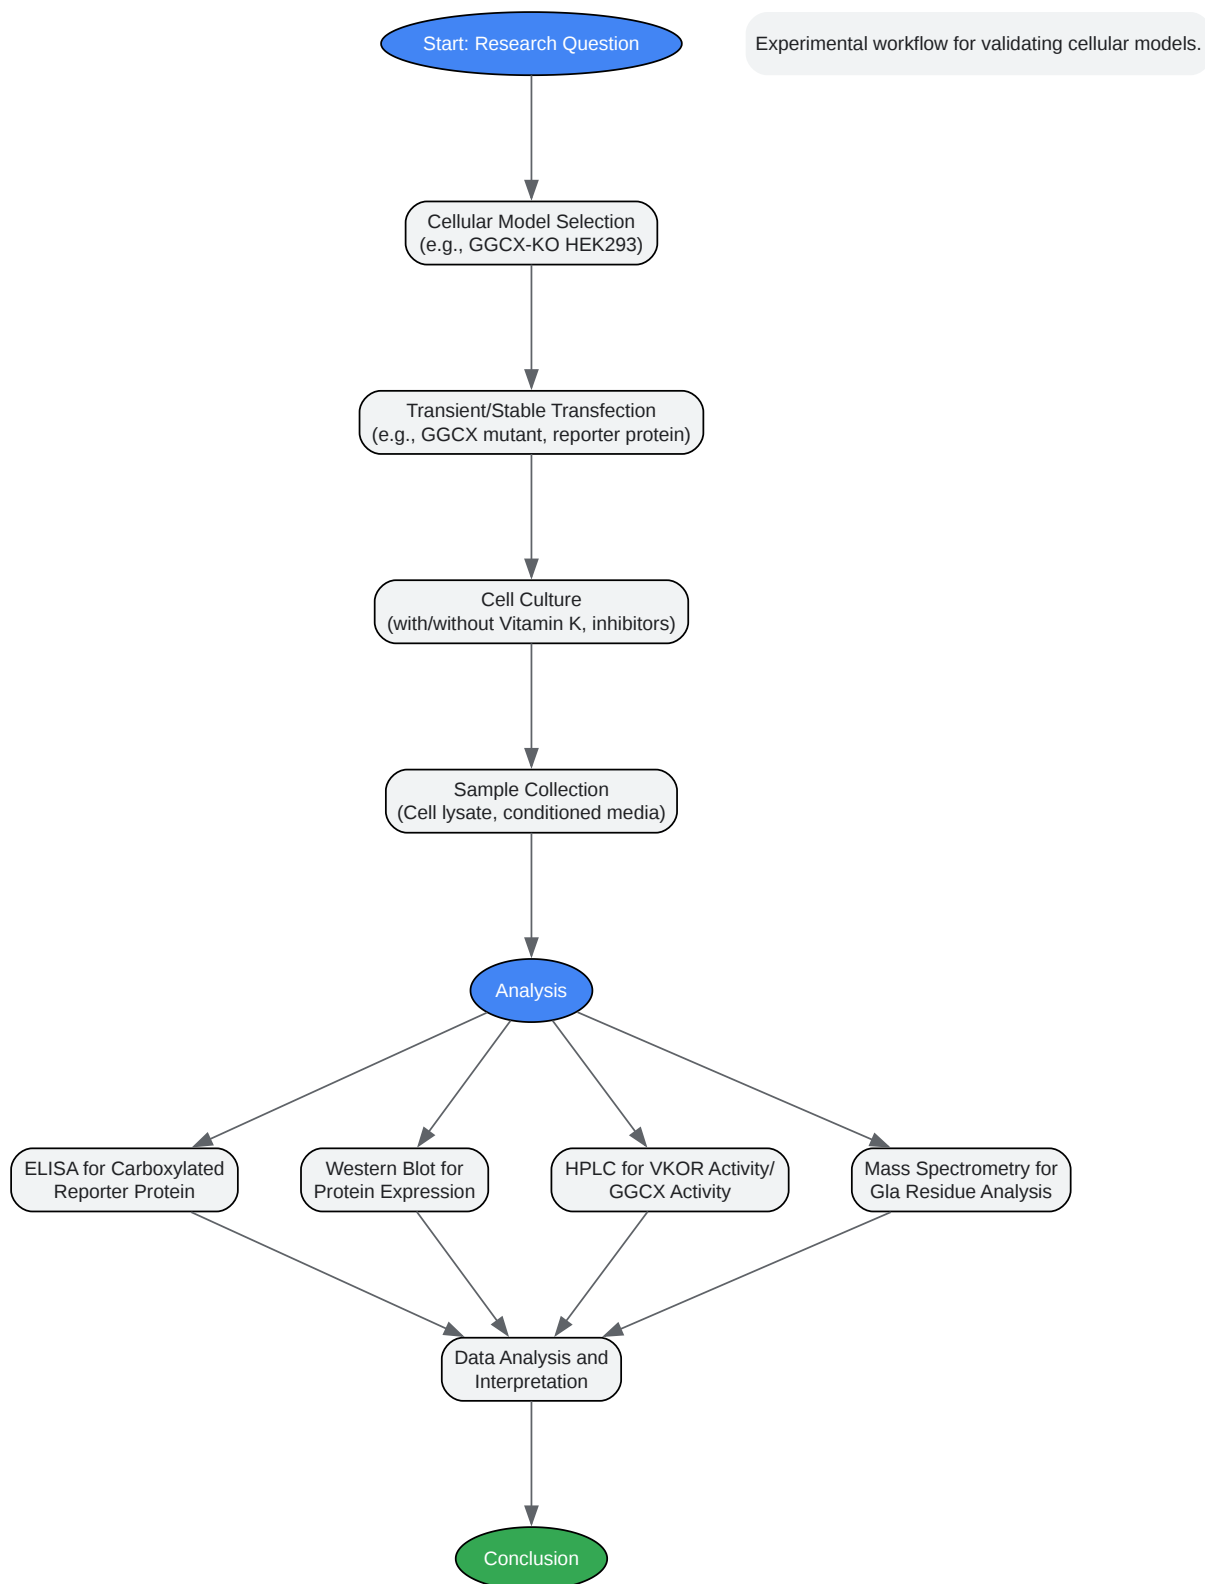 Start: Research Question
Experimental workflow for validating cellular models.
Cellular Model Selection
(e.g., GGCX-KO HEK293)
Transient/Stable Transfection
(e.g., GGCX mutant, reporter protein)
Cell Culture
(with/without Vitamin K, inhibitors)
Sample Collection
(Cell lysate, conditioned media)
Analysis
ELISA for Carboxylated
Reporter Protein
Western Blot for
Protein Expression
HPLC for VKOR Activity/
GGCX Activity
Mass Spectrometry for
Gla Residue Analysis
Data Analysis and
Interpretation
Conclusion